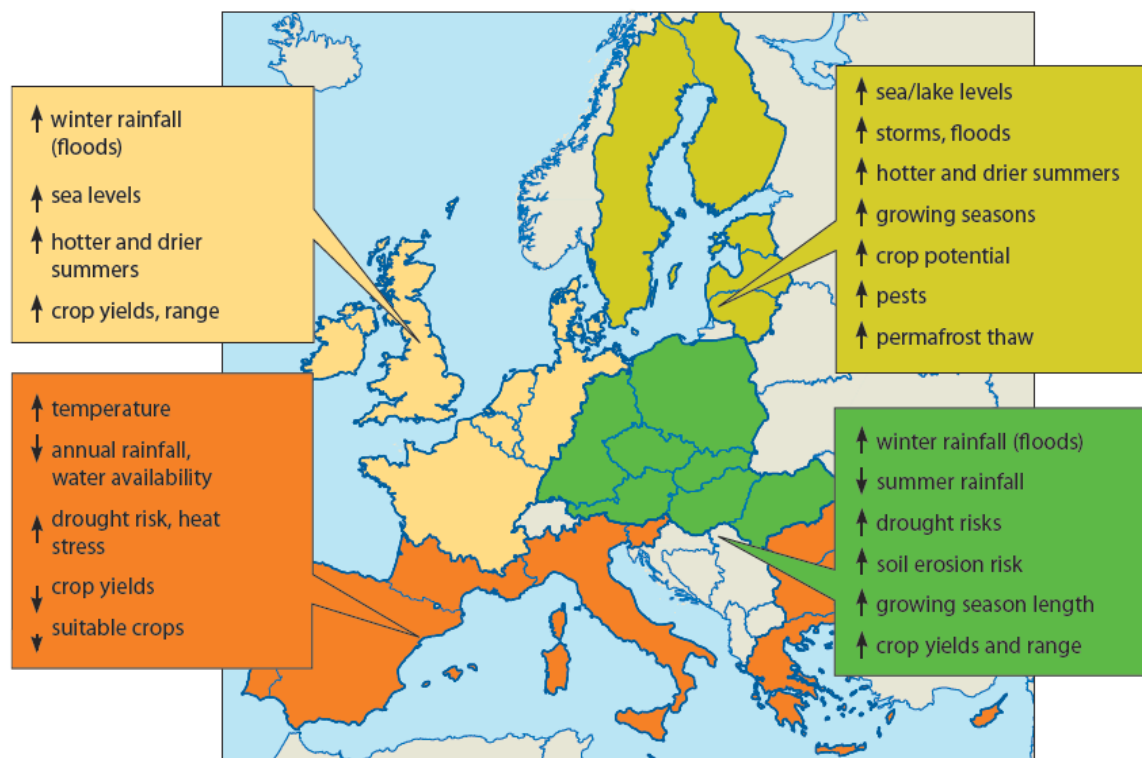 ↑ winter rainfall
(floods)
↑ sea levels
↑ hotter and drier
summers
↑ crop yields, range
↑ temperature
↓ annual rainfall,
water availability
↑ drought risk, heat
stress
↓ crop yields
↓ suitable crops
↑ sea/lake levels
↑ storms, floods
↑ hotter and drier summers
↑ growing seasons
↑ crop potential
↑ pests
↑ permafrost thaw
↑ winter rainfall (floods)
↓ summer rainfall
↑ drought risks
↑ soil erosion risk
↑ growing season length
↑ crop yields and range